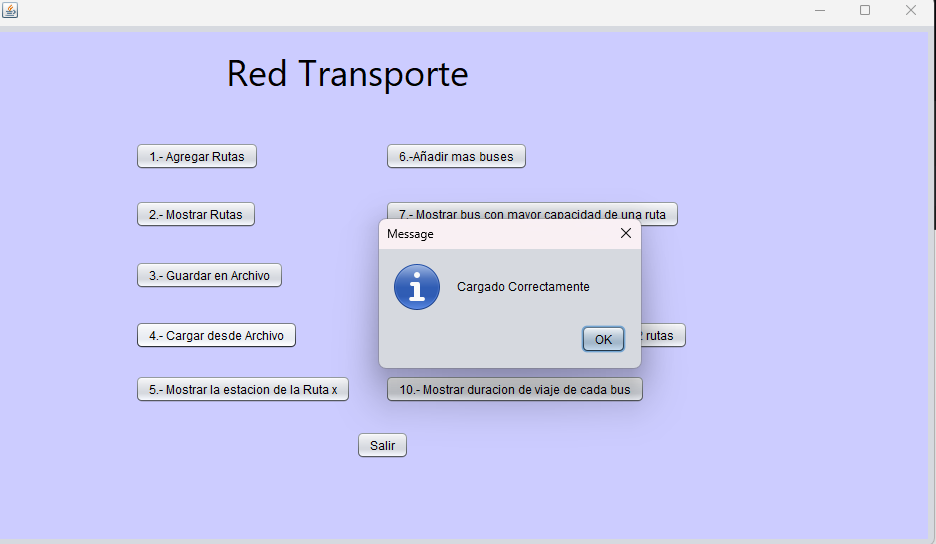 Red Transporte
1.- Agregar Rutas
6.-Añadir mas buses
2.- Mostrar Rutas
7.- Mostrar bus con mayor capacidad de una ruta
Message
3.- Guardar en Archivo
Cargado Correctamente
4.- Cargar desde Archivo
rutas
OK
5.- Mostrar la estacion de la Ruta x
10.- Mostrar duracion de viaje de cada bus
Salir